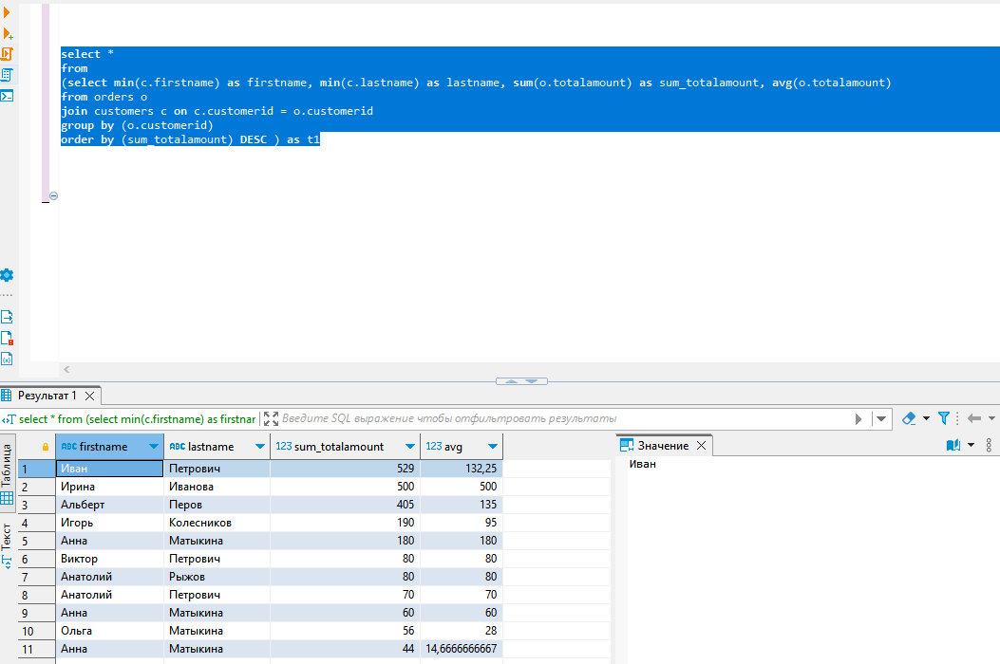 select *
from
(select min(c.firstname) as firstname, min(c.lastname) as lastname, sum(o.totalamount) as sum_totalamount, avg(o.totalamount)
from orders o
join customers c on c.customerid = o.customerid
group by (o.customerid)
order by (sum_totalamount) DESC ) as t1
Результат 1
select * from (select min(c.firstname) as firstnar
Введите SQL выражение чтобы отфильтровать результаты
Таблица
Текст
ABC firstname ABC lastname 123 sum_totalamount 123 avg
1 Иван Петрович 529 132,25
2 Ирина Иванова 500 500
3 Альберт Перов 405 135
4 Игорь Колесников 190 95
5 Анна Матыкина 180 180
6 Виктор Петрович 80 80
7 Анатолий Рыжов 80 80
8 Анатолий Петрович 70 70
9 Анна Матыкина 60 60
10 Ольга Матыкина 56 28
11 Анна Матыкина 44 14,6666666667
Значение
Иван